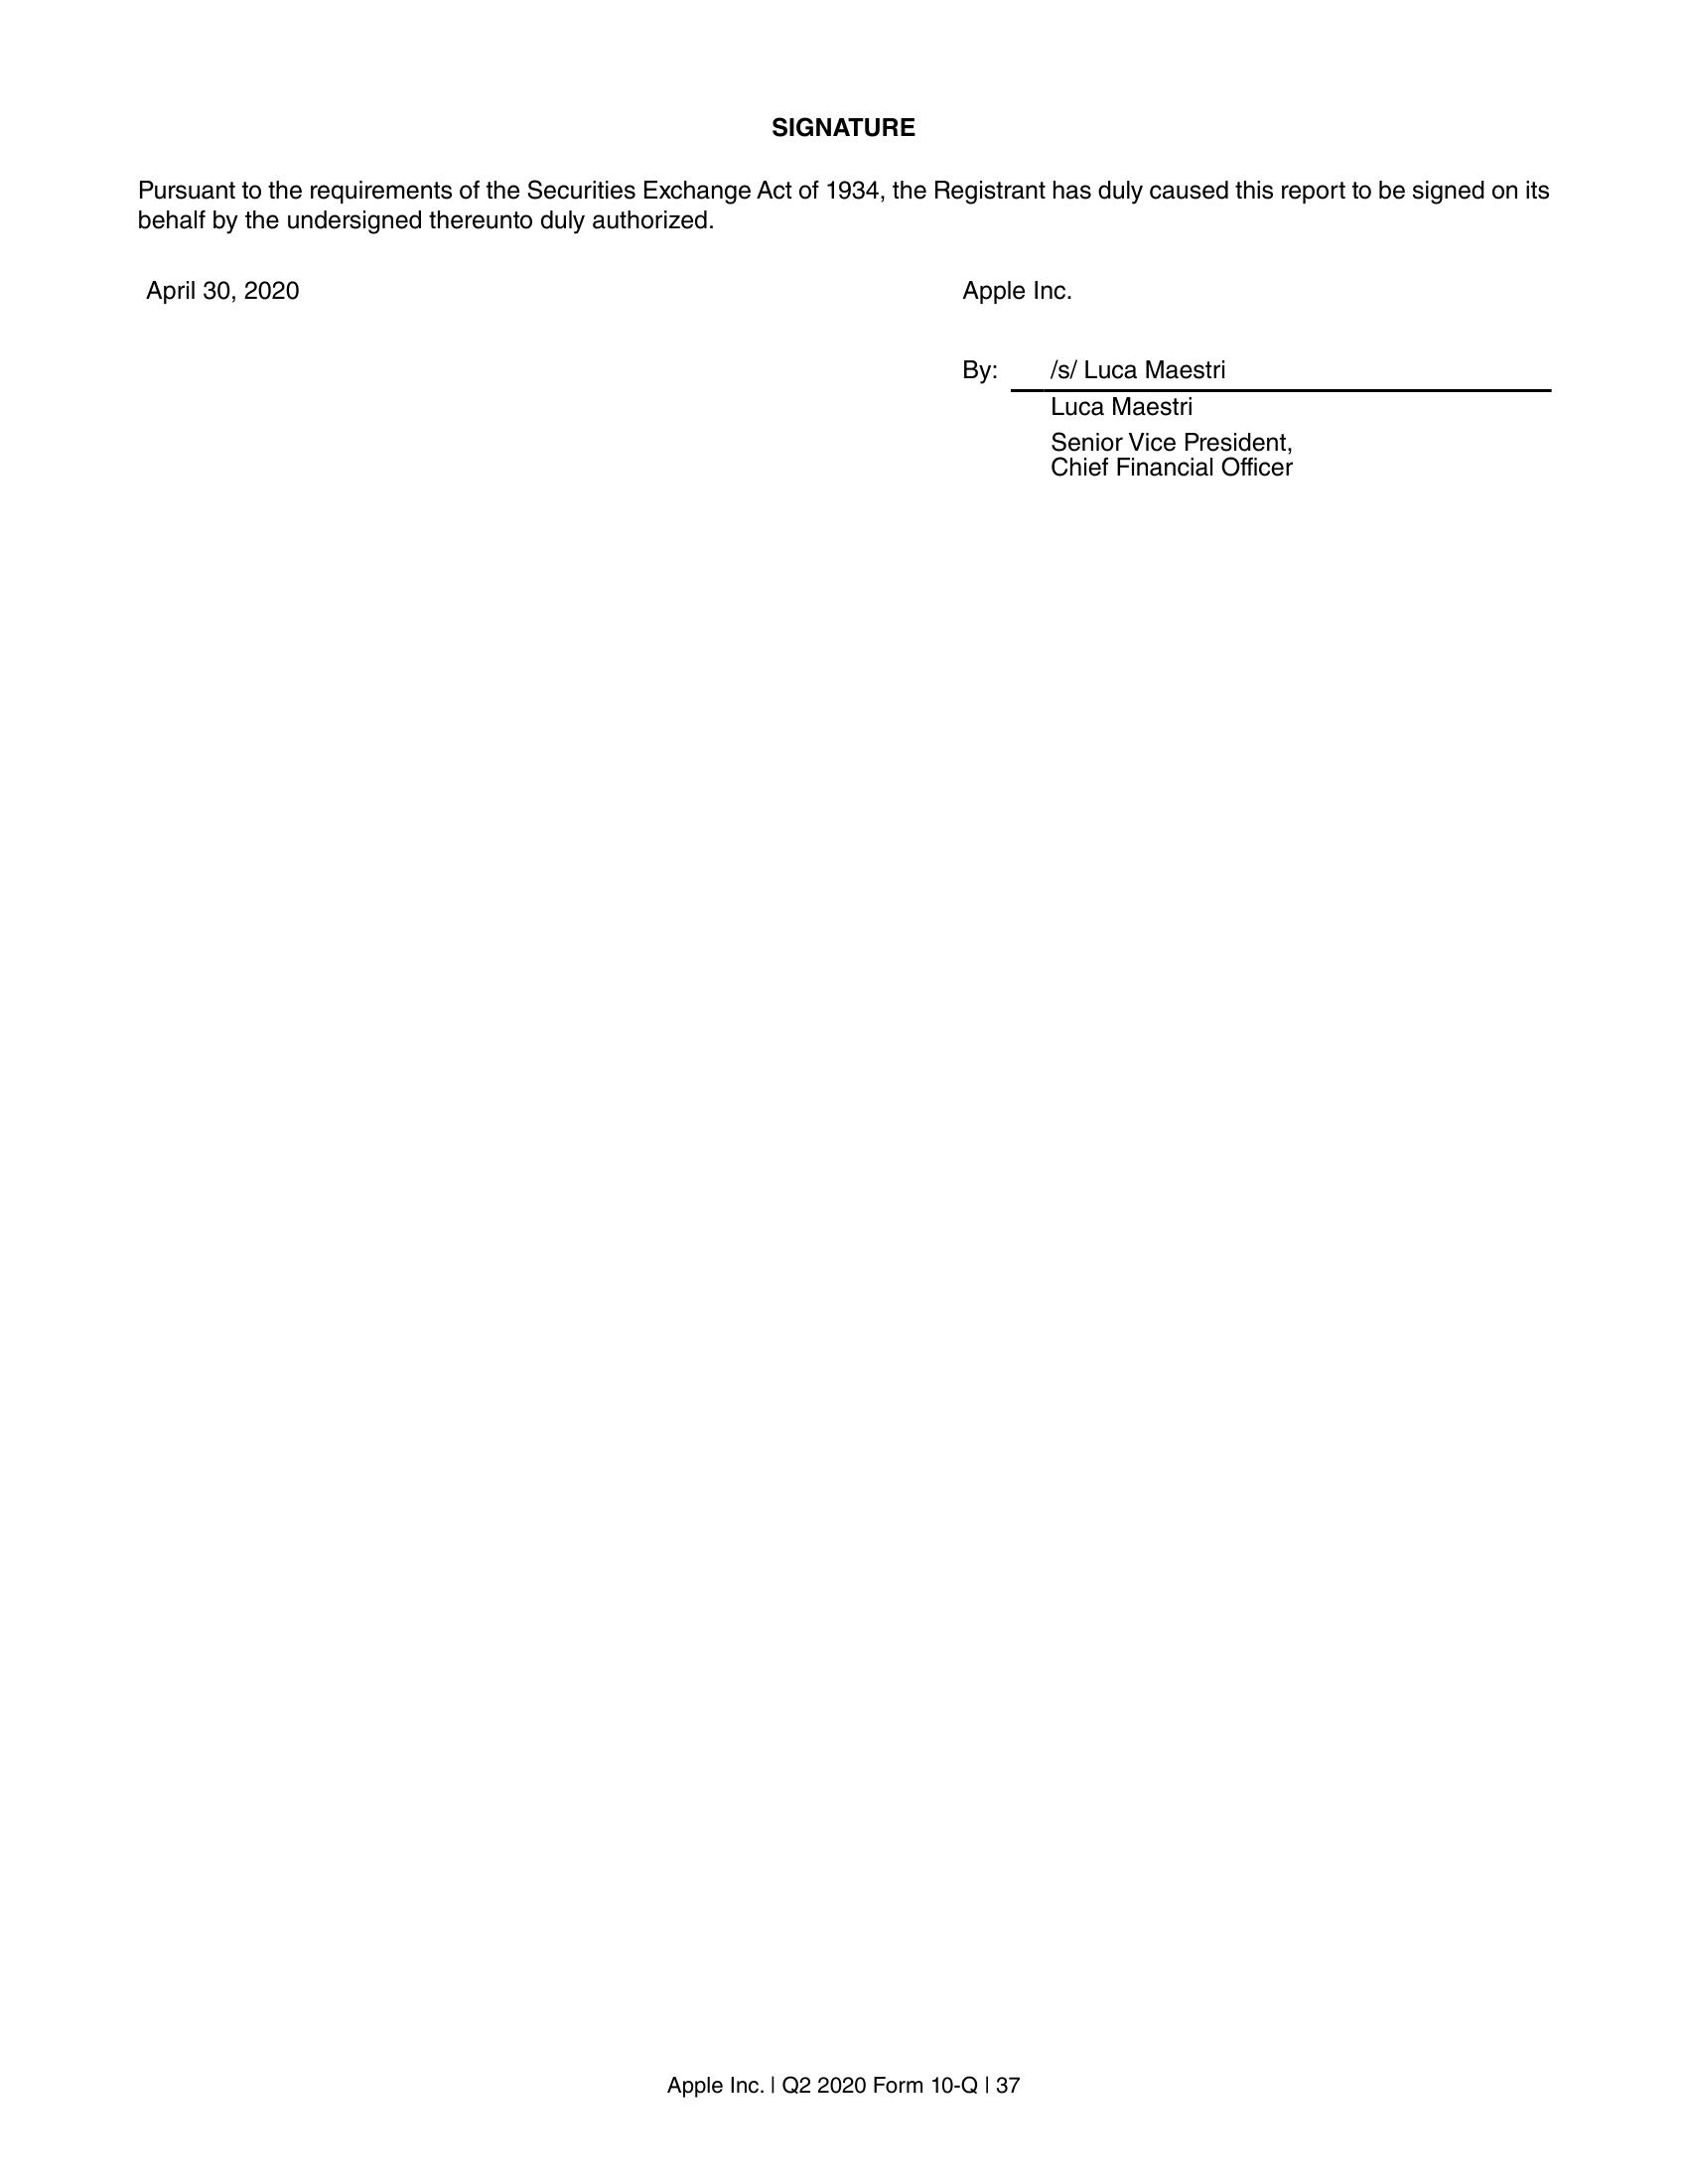 SIGNATURE
Pursuant to the requirements of the Securities Exchange Act of 1934, the Registrant has duly caused this report to be signed on its
behalf by the undersigned thereunto duly authorized.
April 30, 2020 Apple Inc.
By: /s/ Luca Maestri
Luca Maestri
Senior Vice President,
Chief Financial Officer
Apple Inc. | Q2 2020 Form 10-Q | 37